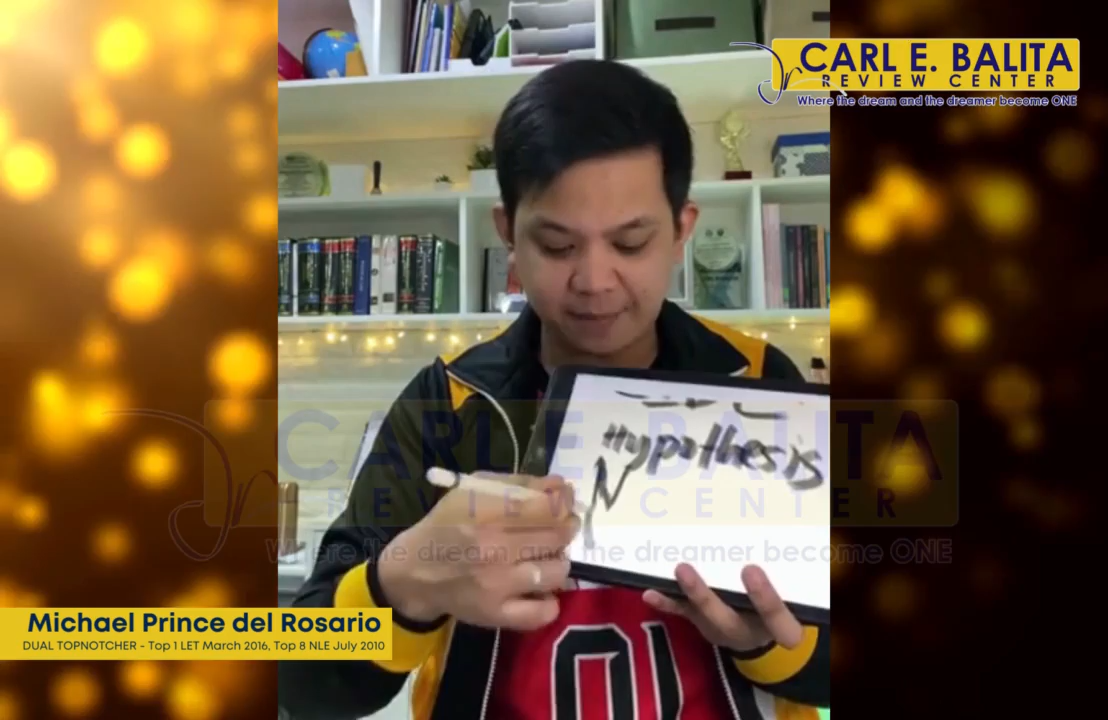 CARL E. BALITA
REVIEW CENTER
Where the dream and the dreamer become ONE
Hypothesis
N
CARL E. BALITA
REVIEW CENTER
Where the dream and the dreamer become ONE
Michael Prince del Rosario
DUAL TOPNOTCHER - Top 1 LET March 2016, Top 8 NLE July 2010